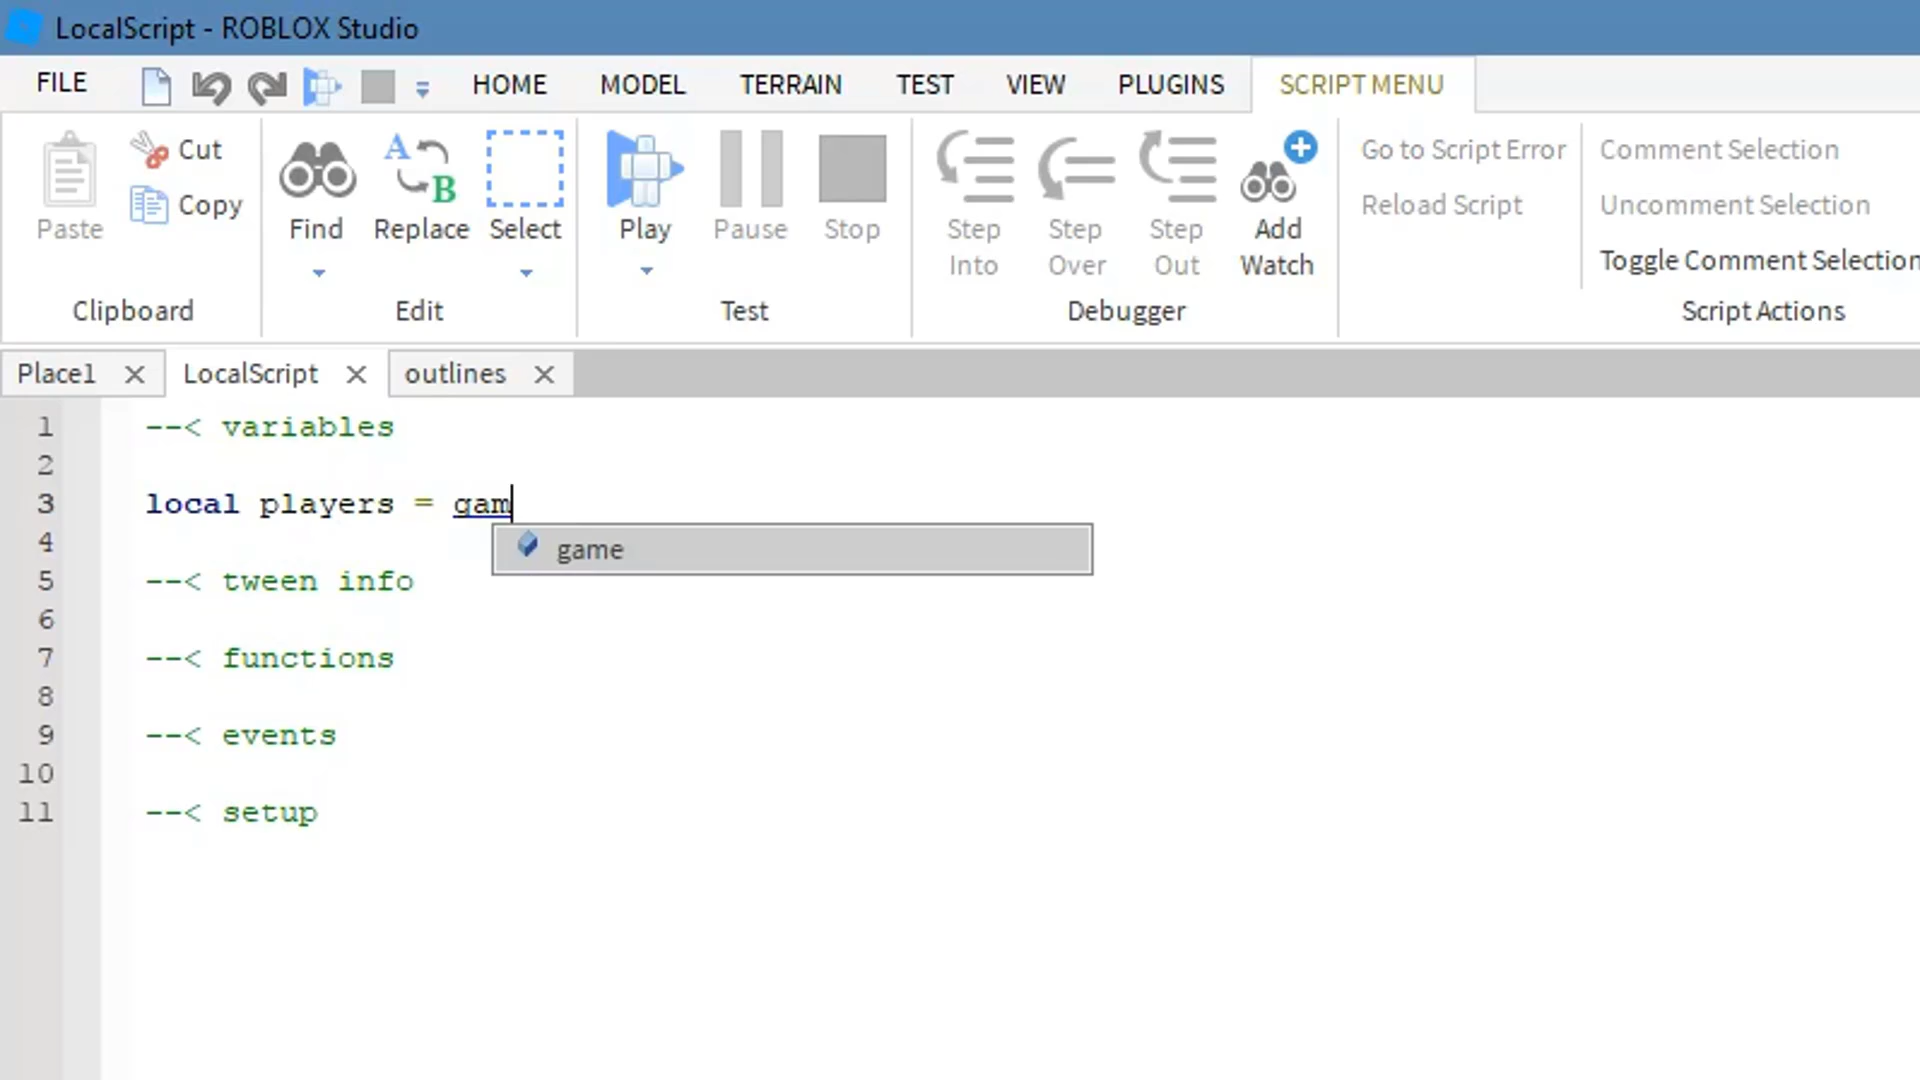 LocalScript - ROBLOX Studio
FILE HOME MODEL TERRAIN TEST VIEW PLUGINS SCRIPT MENU
Paste
Cut
Copy
Clipboard
Find
A B
Replace
Select
Edit
Play
Pause
Stop
Test
Step Into
Step Over
Step Out
Add Watch
Debugger
Go to Script Error
Reload Script
Comment Selection
Uncomment Selection
Toggle Comment Selection
Script Actions
Place1 LocalScript outlines
1 --< variables
2
3 local players = gam
game
4
5 --< tween info
6
7 --< functions
8
9 --< events
10
11 --< setup